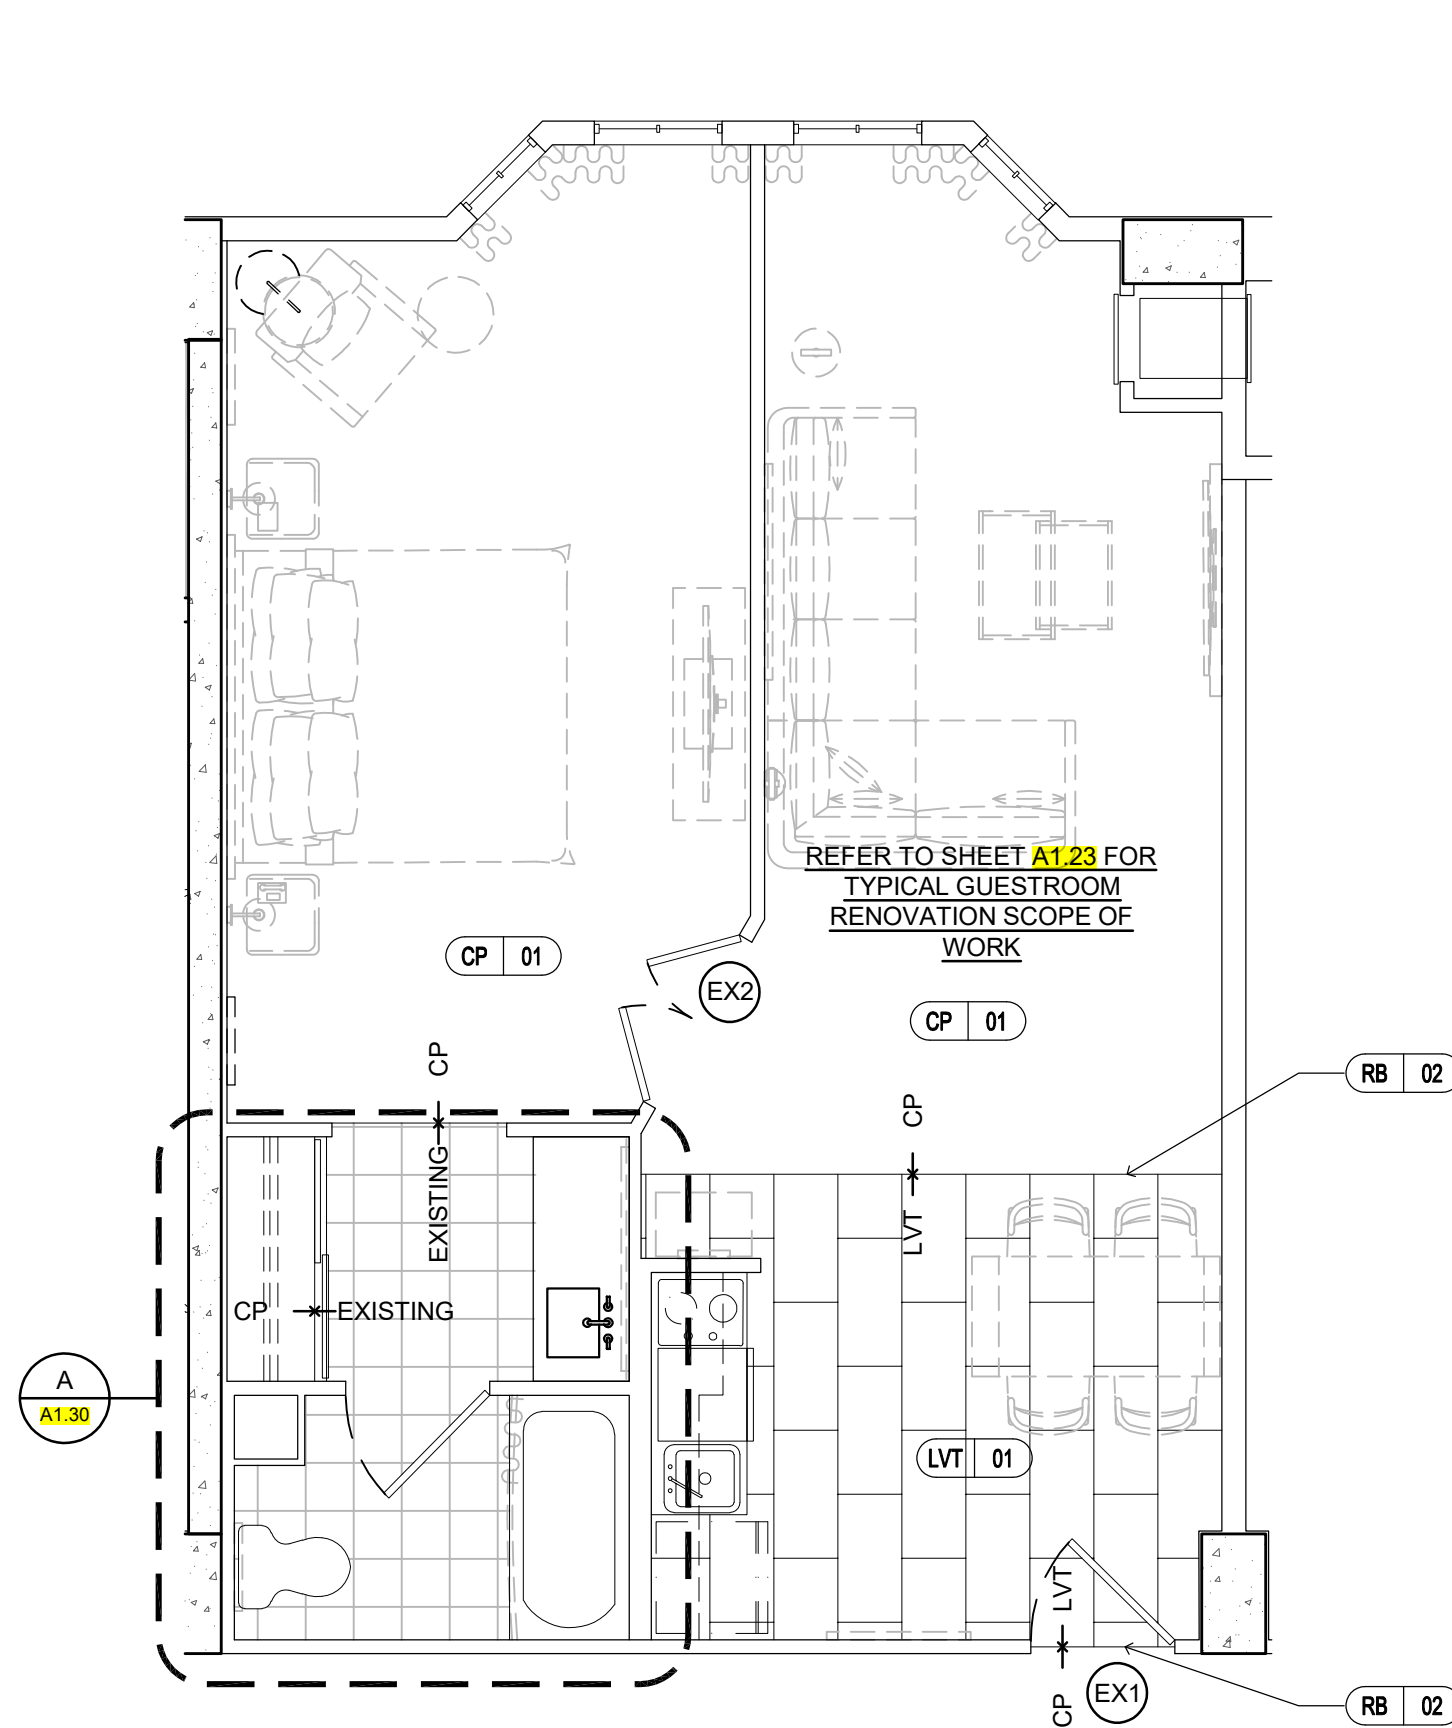 REFER TO SHEET A1.23 FOR
TYPICAL GUESTROOM
RENOVATION SCOPE OF
WORK
CP 01
EX2
CP 01
CP
EXISTING
RB 02
CP
LVT
CP EXISTING
A
A1.30
LVT 01
LVT
CP
EX1
RB 02